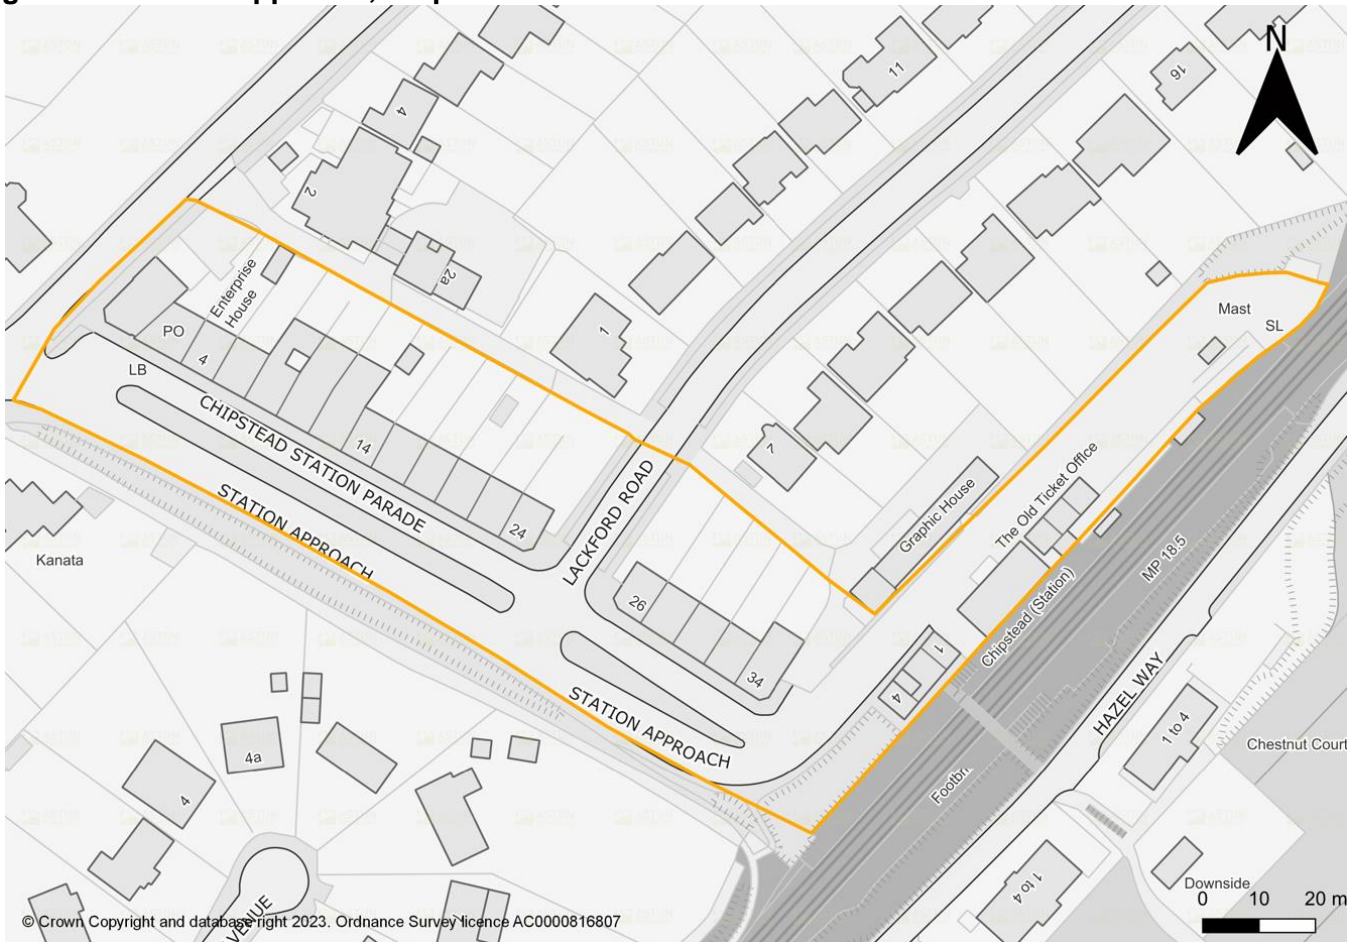 N
11
16
4
2
2a
1
Enterprise
House
PO
4
LB
CHIPSTEAD STATION PARADE
14
24
STATION APPROACH
Kanata
LACKFORD ROAD
7
Mast
SL
Graphic House
The Old Ticket Office
MP 18.5
Chipstead (Station)
26
34
1
4
STATION APPROACH
HAZEL WAY
Footbr.
1 to 4
Chestnut Court
4a
4
1 to 4
Downside
0 10 20 m
AVENUE
© Crown Copyright and database right 2023. Ordnance Survey licence AC0000816807